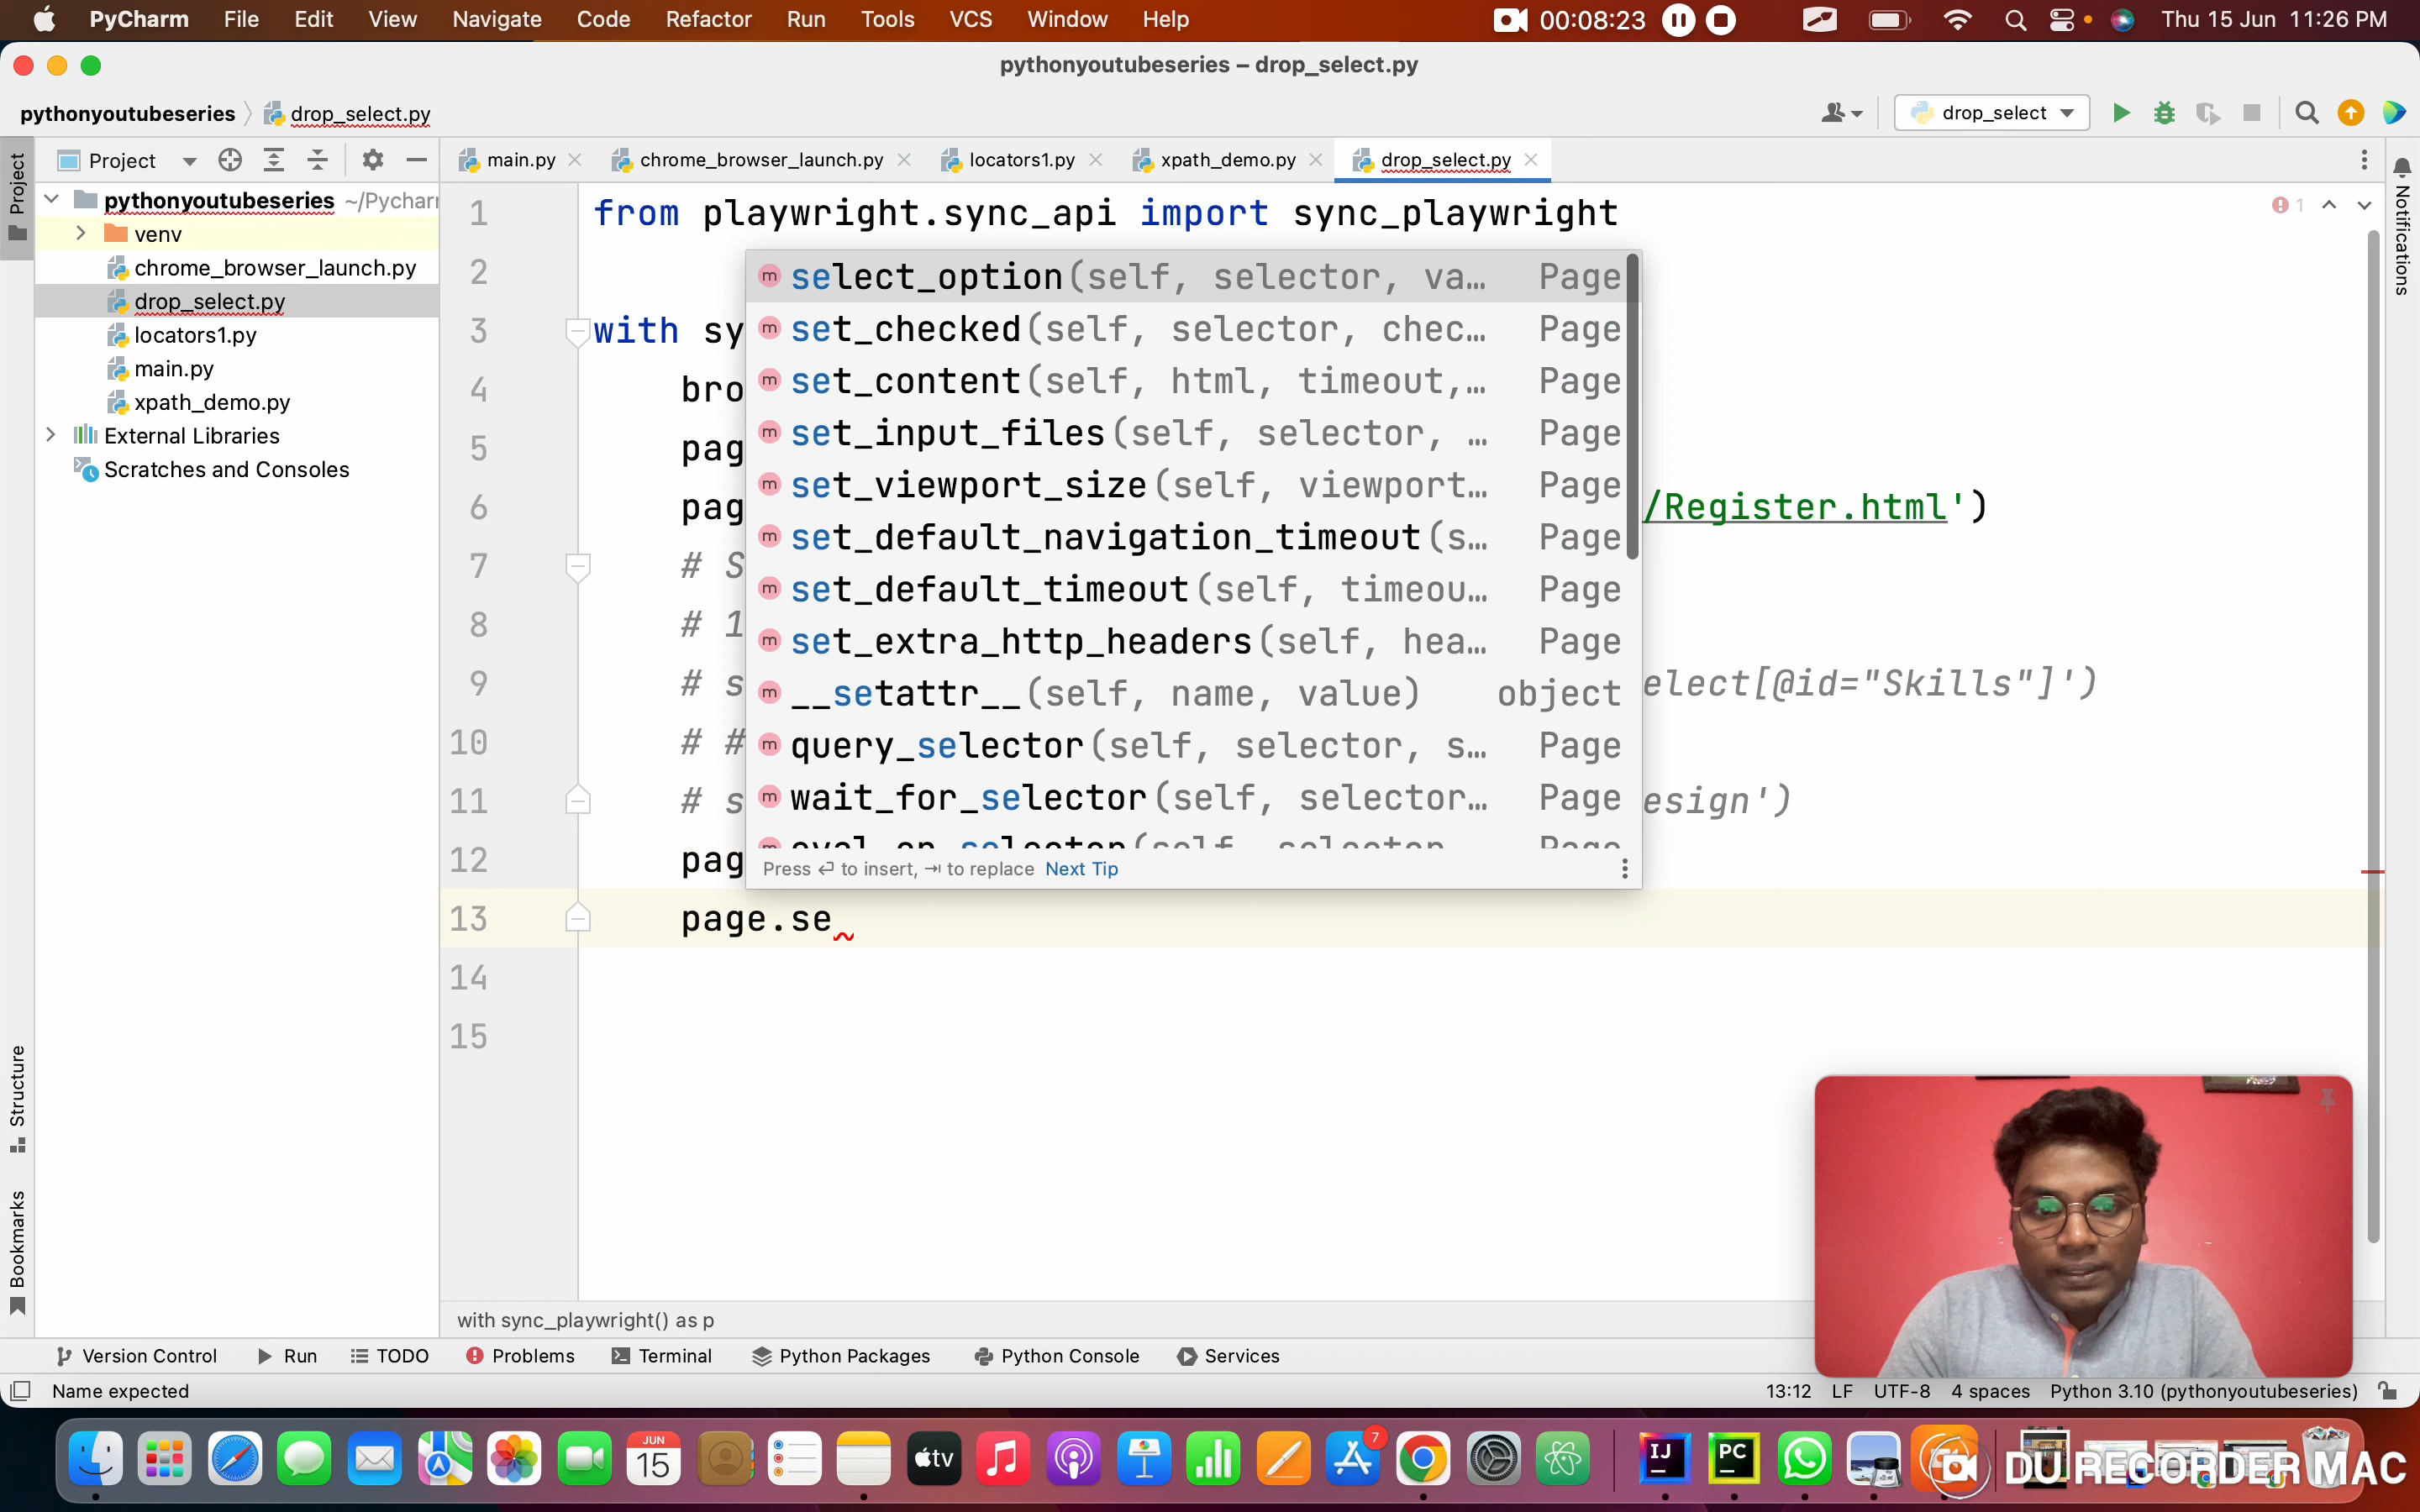 PyCharm File Edit View Navigate Code Refactor Run Tools VCS Window Help 00:08:23 Thu 15 Jun 11:26 PM
pythonyoutubeseries – drop_select.py
pythonyoutubeseries drop_select.py drop_select
Project main.py chrome_browser_launch.py locators1.py xpath_demo.py drop_select.py
Project
Notifications
Structure
Bookmarks
pythonyoutubeseries ~/Pycharm
venv
chrome_browser_launch.py
drop_select.py
locators1.py
main.py
xpath_demo.py
External Libraries
Scratches and Consoles
1 from playwright.sync_api import sync_playwright
1
2
3 with sy
4 bro
5 pag
6 pag /Register.html')
7 # S
8 # 1
9 # s elect[@id="Skills"]')
10 # #
11 # s esign')
12 pag
13 page.se
14
15
select_option(self, selector, va… Page
set_checked(self, selector, chec… Page
set_content(self, html, timeout,… Page
set_input_files(self, selector, … Page
set_viewport_size(self, viewport… Page
set_default_navigation_timeout(s… Page
set_default_timeout(self, timeou… Page
set_extra_http_headers(self, hea… Page
__setattr__(self, name, value) object
query_selector(self, selector, s… Page
wait_for_selector(self, selector… Page
Press ↵ to insert, ⇥ to replace Next Tip
with sync_playwright() as p
Version Control Run TODO Problems Terminal Python Packages Python Console Services
Name expected 13:12 LF UTF-8 4 spaces Python 3.10 (pythonyoutubeseries)
JUN
15
tv
7
IJ
PC
DU RECORDER MAC